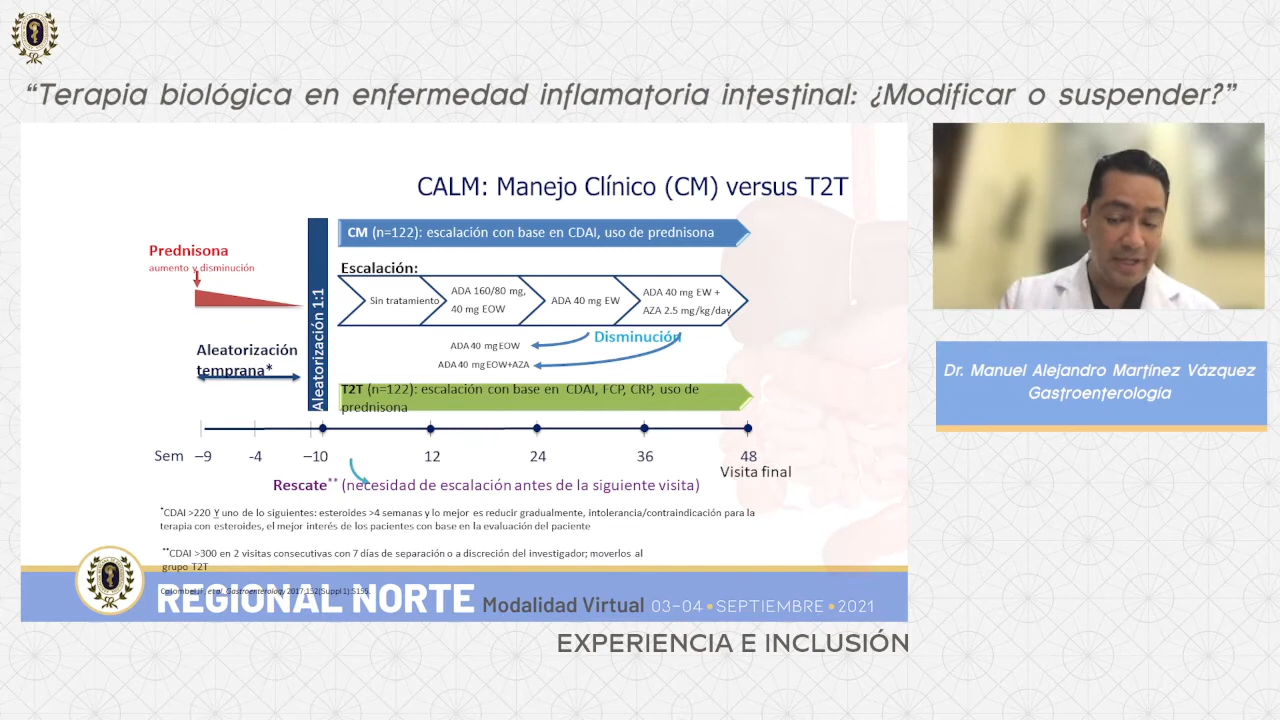 “Terapia biológica en enfermedad inflamatoria intestinal: ¿Modificar o suspender?”
CALM: Manejo Clínico (CM) versus T2T
CM (n=122): escalación con base en CDAI, uso de prednisona
Prednisona
aumento y disminución
Escalación:
Sin tratamiento
ADA 160/80 mg,
40 mg EOW
ADA 40 mg EW
ADA 40 mg EW +
AZA 2.5 mg/kg/day
Disminución
ADA 40 mg EOW
ADA 40 mg EOW+AZA
Aleatorización 1:1
Aleatorización
temprana*
T2T (n=122): escalación con base en CDAI, FCP, CRP, uso de
prednisona
Sem –9 -4 –10 12 24 36 48
Visita final
Rescate** (necesidad de escalación antes de la siguiente visita)
*CDAI >220 Y uno de lo siguientes: esteroides >4 semanas y lo mejor es reducir gradualmente, intolerancia/contraindicación para la
terapia con esteroides, el mejor interés de los pacientes con base en la evaluación del paciente
**CDAI >300 en 2 visitas consecutivas con 7 días de separación o a discreción del investigador; moverlos al
grupo T2T
Gastroenterology 2017;152(Suppl 1):S155.
REGIONAL NORTE Modalidad Virtual 03–04 • SEPTIEMBRE • 2021
EXPERIENCIA E INCLUSIÓN
Dr. Manuel Alejandro Martínez Vázquez
Gastroenterología